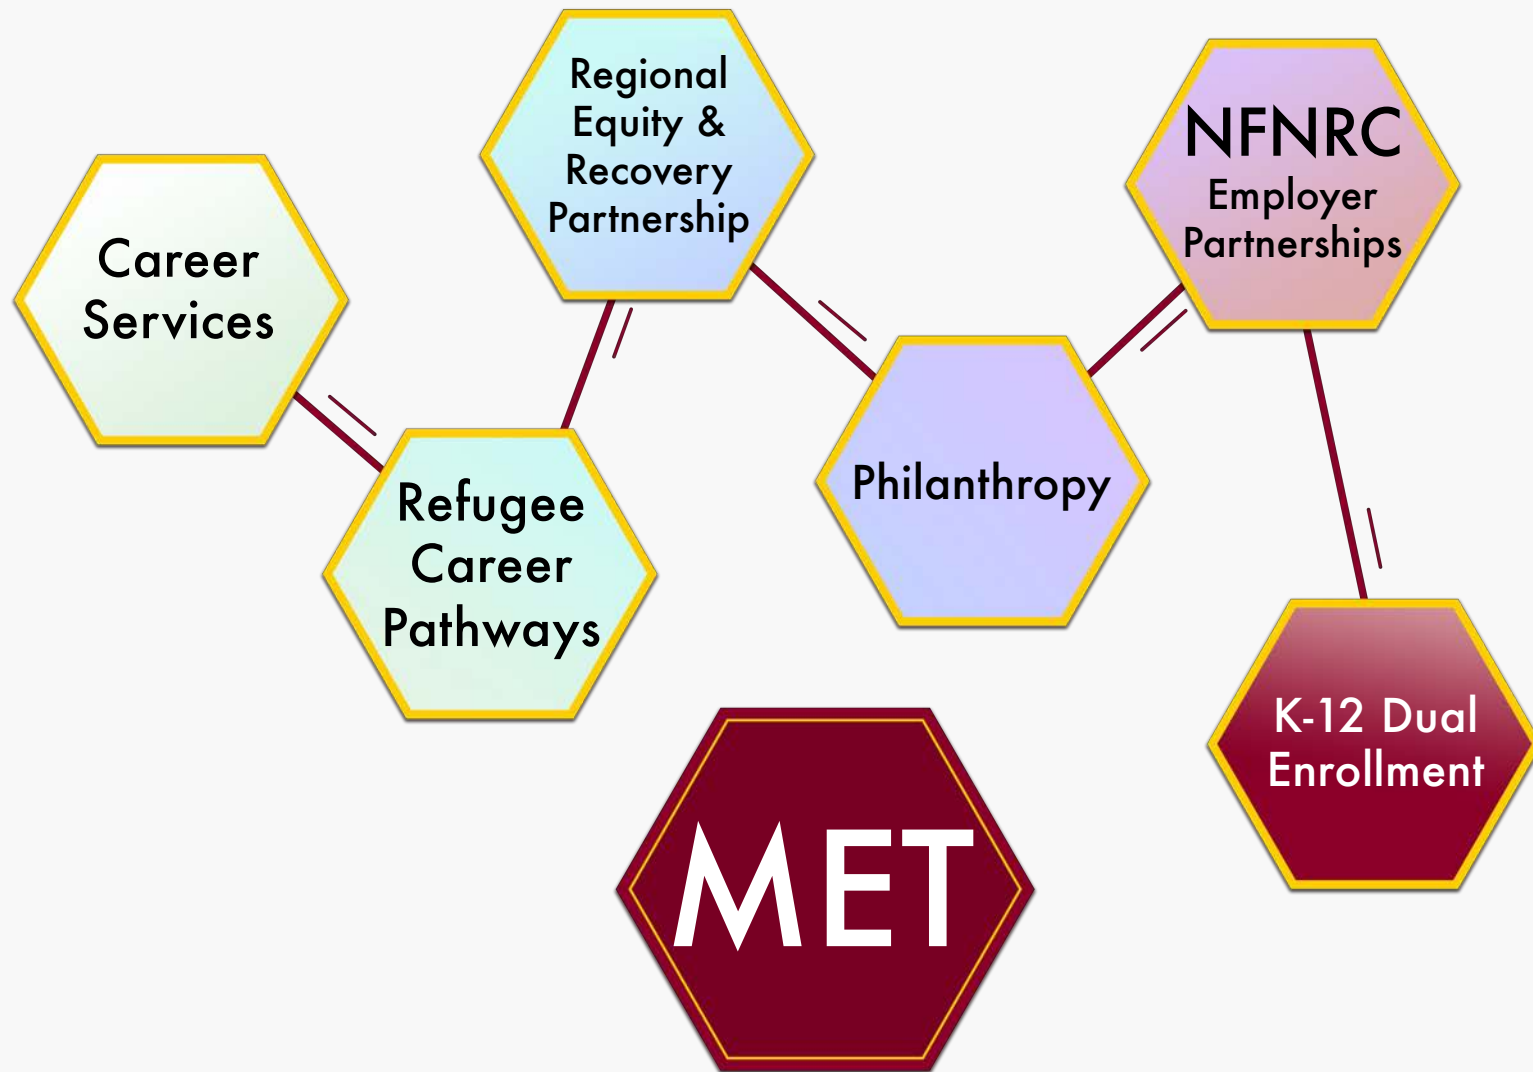 Career
Services
Refugee
Career
Pathways
Regional
Equity &
Recovery
Partnership
Philanthropy
NFNRC
Employer
Partnerships
K-12 Dual
Enrollment
MET